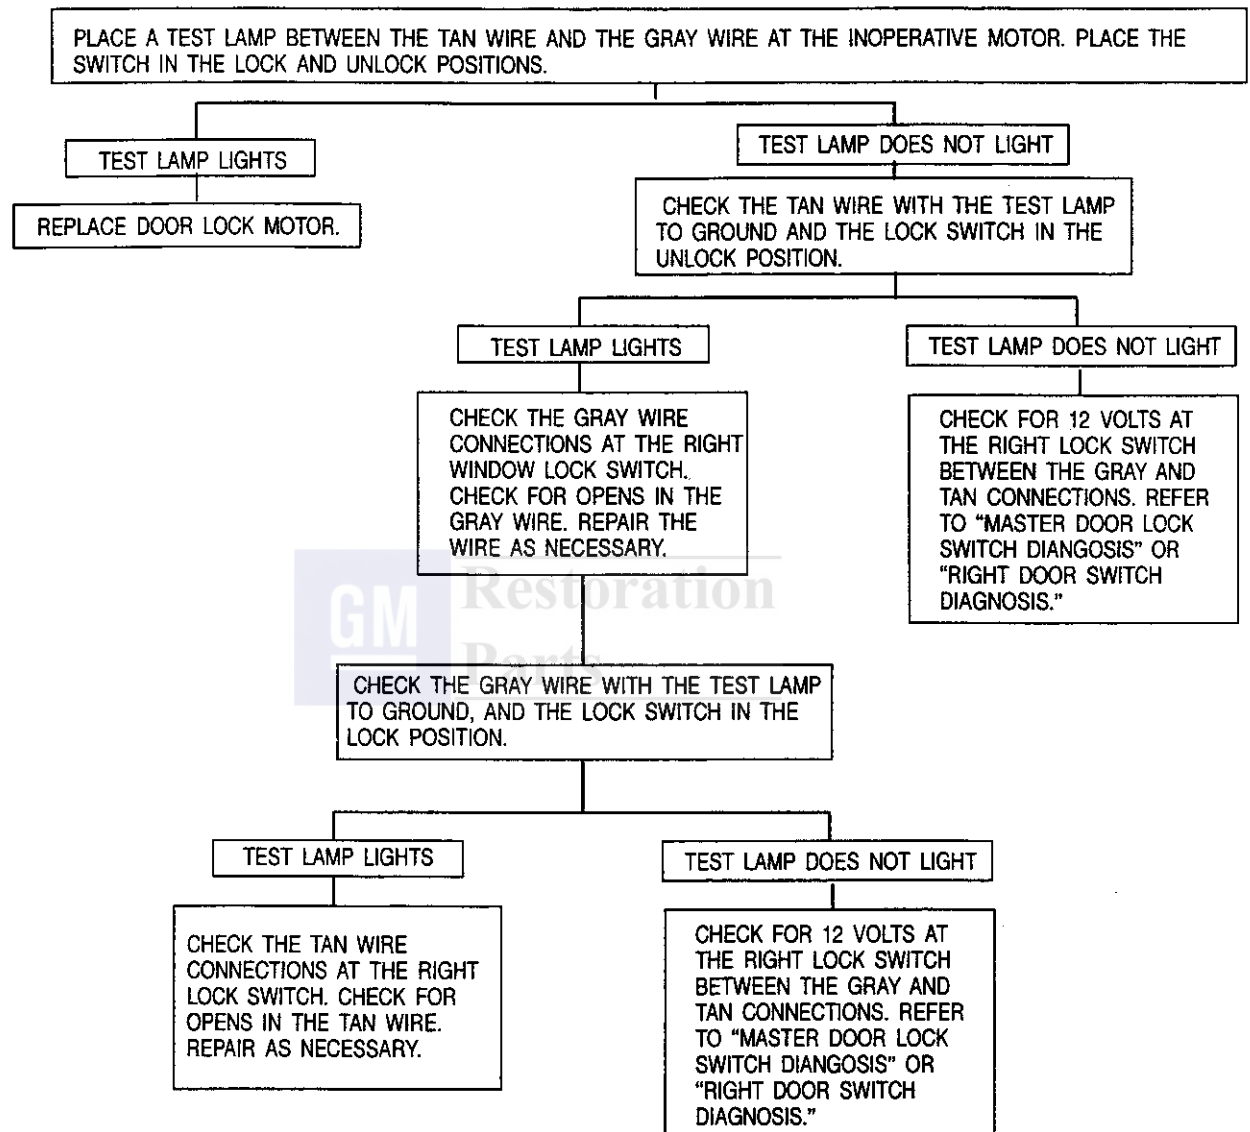 PLACE A TEST LAMP BETWEEN THE TAN WIRE AND THE GRAY WIRE AT THE INOPERATIVE MOTOR. PLACE THE
SWITCH IN THE LOCK AND UNLOCK POSITIONS.
TEST LAMP LIGHTS
TEST LAMP DOES NOT LIGHT
REPLACE DOOR LOCK MOTOR.
CHECK THE TAN WIRE WITH THE TEST LAMP
TO GROUND AND THE LOCK SWITCH IN THE
UNLOCK POSITION.
TEST LAMP LIGHTS
TEST LAMP DOES NOT LIGHT
CHECK THE GRAY WIRE
CONNECTIONS AT THE RIGHT
WINDOW LOCK SWITCH.
CHECK FOR OPENS IN THE
GRAY WIRE. REPAIR THE
WIRE AS NECESSARY.
CHECK FOR 12 VOLTS AT
THE RIGHT LOCK SWITCH
BETWEEN THE GRAY AND
TAN CONNECTIONS. REFER
TO “MASTER DOOR LOCK
SWITCH DIANGOSIS” OR
“RIGHT DOOR SWITCH
DIAGNOSIS.”
GM
Restoration
Parts
CHECK THE GRAY WIRE WITH THE TEST LAMP
TO GROUND, AND THE LOCK SWITCH IN THE
LOCK POSITION.
TEST LAMP LIGHTS
TEST LAMP DOES NOT LIGHT
CHECK THE TAN WIRE
CONNECTIONS AT THE RIGHT
LOCK SWITCH. CHECK FOR
OPENS IN THE TAN WIRE.
REPAIR AS NECESSARY.
CHECK FOR 12 VOLTS AT
THE RIGHT LOCK SWITCH
BETWEEN THE GRAY AND
TAN CONNECTIONS. REFER
TO “MASTER DOOR LOCK
SWITCH DIANGOSIS” OR
“RIGHT DOOR SWITCH
DIAGNOSIS.”